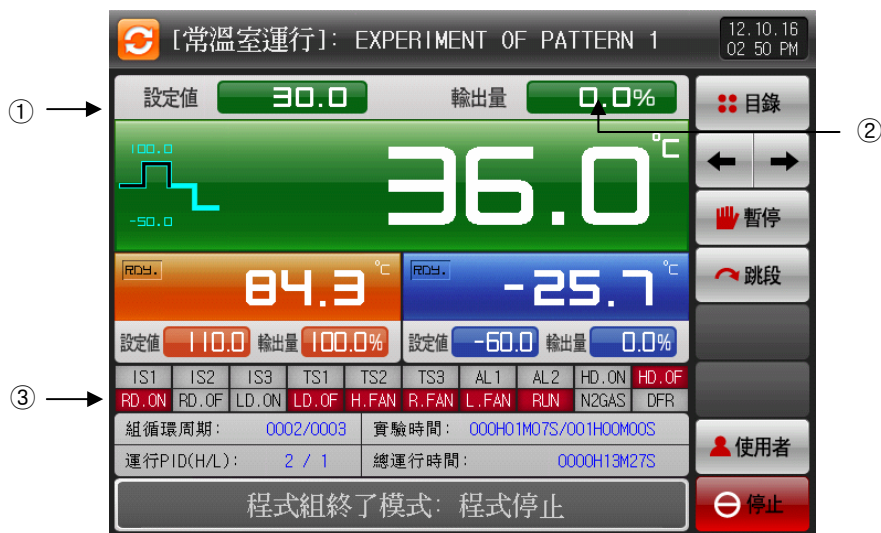 [常溫室運行]: EXPERIMENT OF PATTERN 1
12.10.16
02 50 PM
①
設定値 30.0 輸出量 0.0%
②
目錄
100.0
-50.0
36.0 ℃
暫停
跳段
RDY. 84.3 ℃
RDY. -25.7 ℃
設定値 110.0 輸出量 100.0% 設定値 -60.0 輸出量 0.0%
IS1 IS2 IS3 TS1 TS2 TS3 AL1 AL2 HD.ON HD.OF
③
RD.ON RD.OF LD.ON LD.OF H.FAN R.FAN L.FAN RUN N2GAS DFR
組循環周期: 0002/0003 實驗時間: 000H01M07S/001H00M00S
運行PID(H/L): 2 / 1 總運行時間: 0000H13M27S
使用者
程式組終了模式: 程式停止
停止